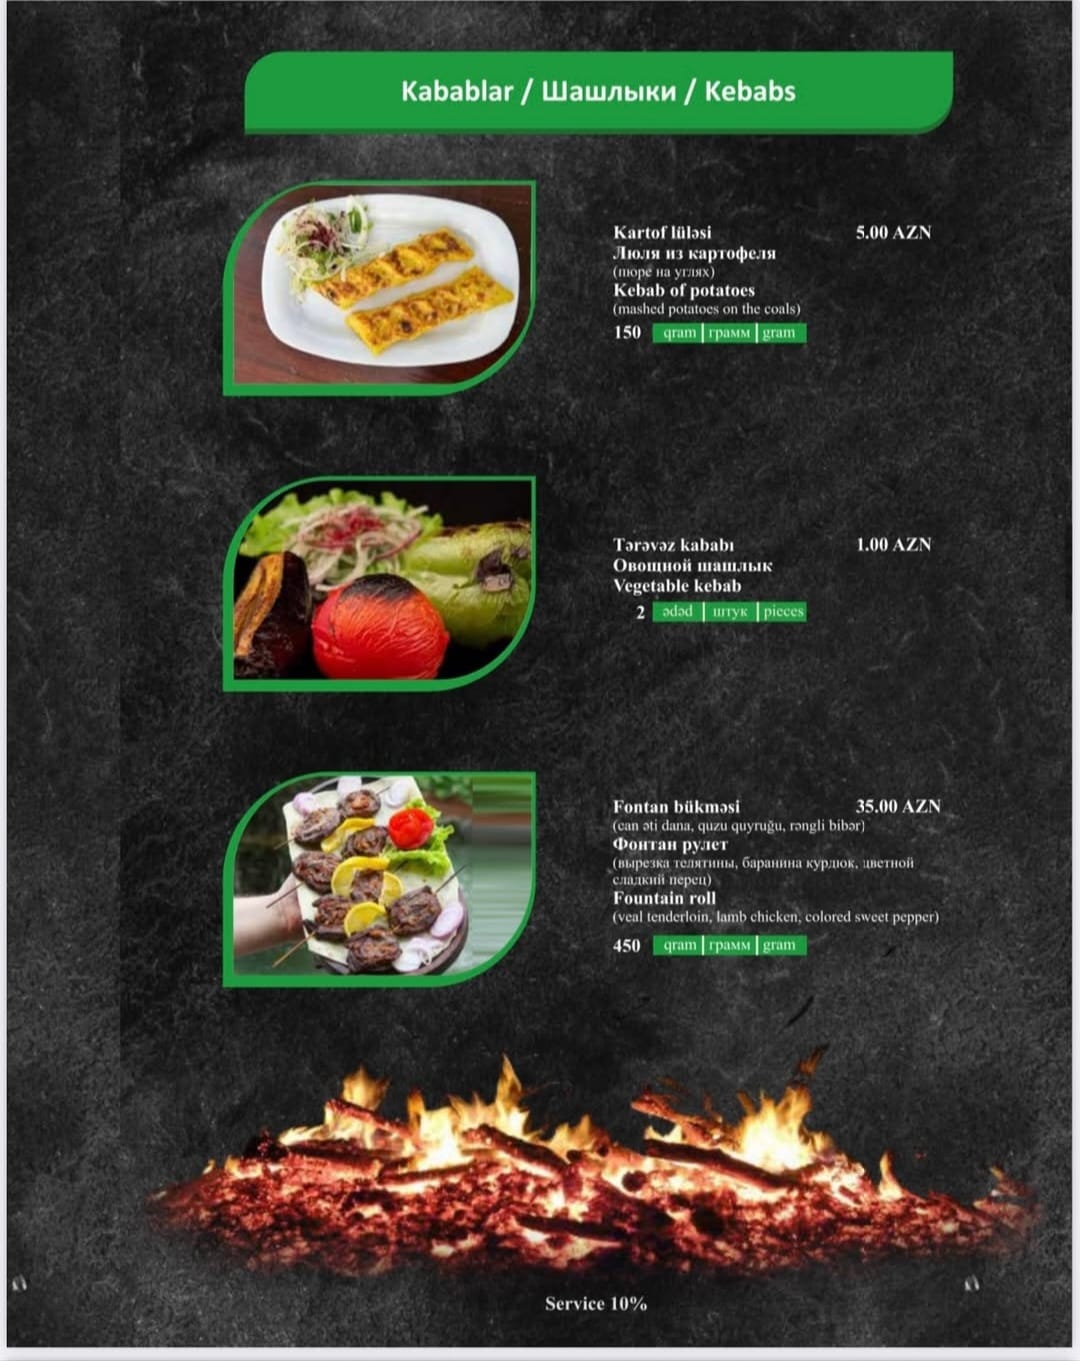 Kabablar / Шашлыки / Kebabs
Kartof lüləsi 5.00 AZN
Люля из картофеля
(пюре на углях)
Kebab of potatoes
(mashed potatoes on the coals)
150 qram грамм gram
Tərəvəz kababı 1.00 AZN
Овощной шашлык
Vegetable kebab
2 ədəd штук pieces
Fontan bükməsi 35.00 AZN
(can əti dana, quzu quyruğu, rəngli bibər)
Фонтан рулет
(вырезка телятины, баранина курдюк, цветной
сладкий перец)
Fountain roll
(veal tenderloin, lamb chicken, colored sweet pepper)
450 qram грамм gram
Service 10%